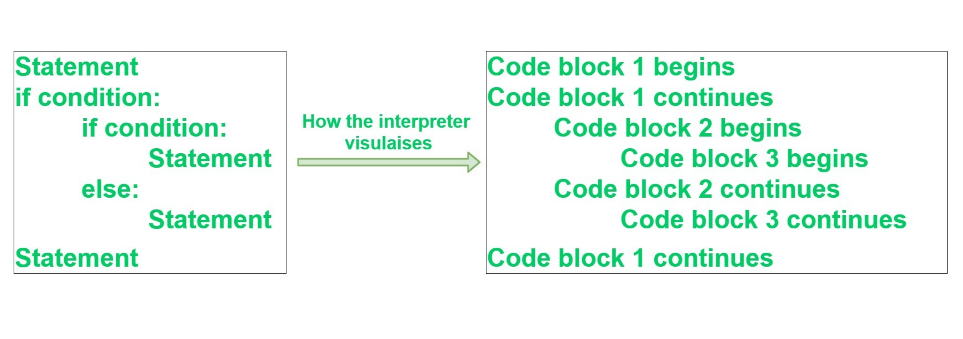 Statement
if condition:
if condition:
Statement
else:
Statement
Statement
How the interpreter
visulaises
Code block 1 begins
Code block 1 continues
Code block 2 begins
Code block 3 begins
Code block 2 continues
Code block 3 continues
Code block 1 continues